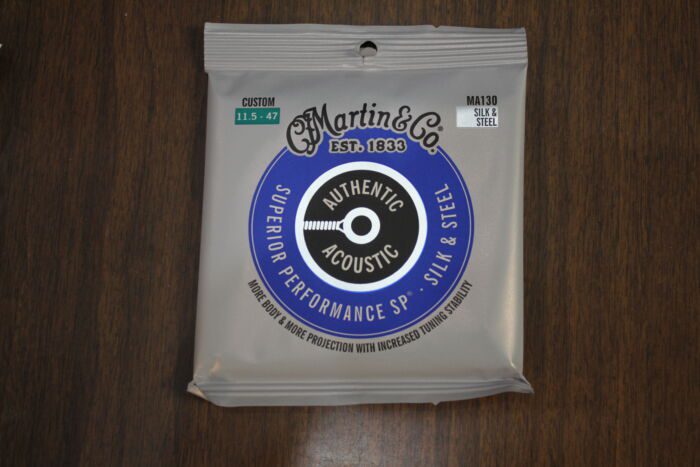 CUSTOM
11.5 - 47
MA130
SILK &
STEEL
CFMartin & Co.
EST. 1833
AUTHENTIC
ACOUSTIC
SUPERIOR PERFORMANCE SP® · SILK & STEEL
MORE BODY & MORE PROJECTION WITH INCREASED TUNING STABILITY